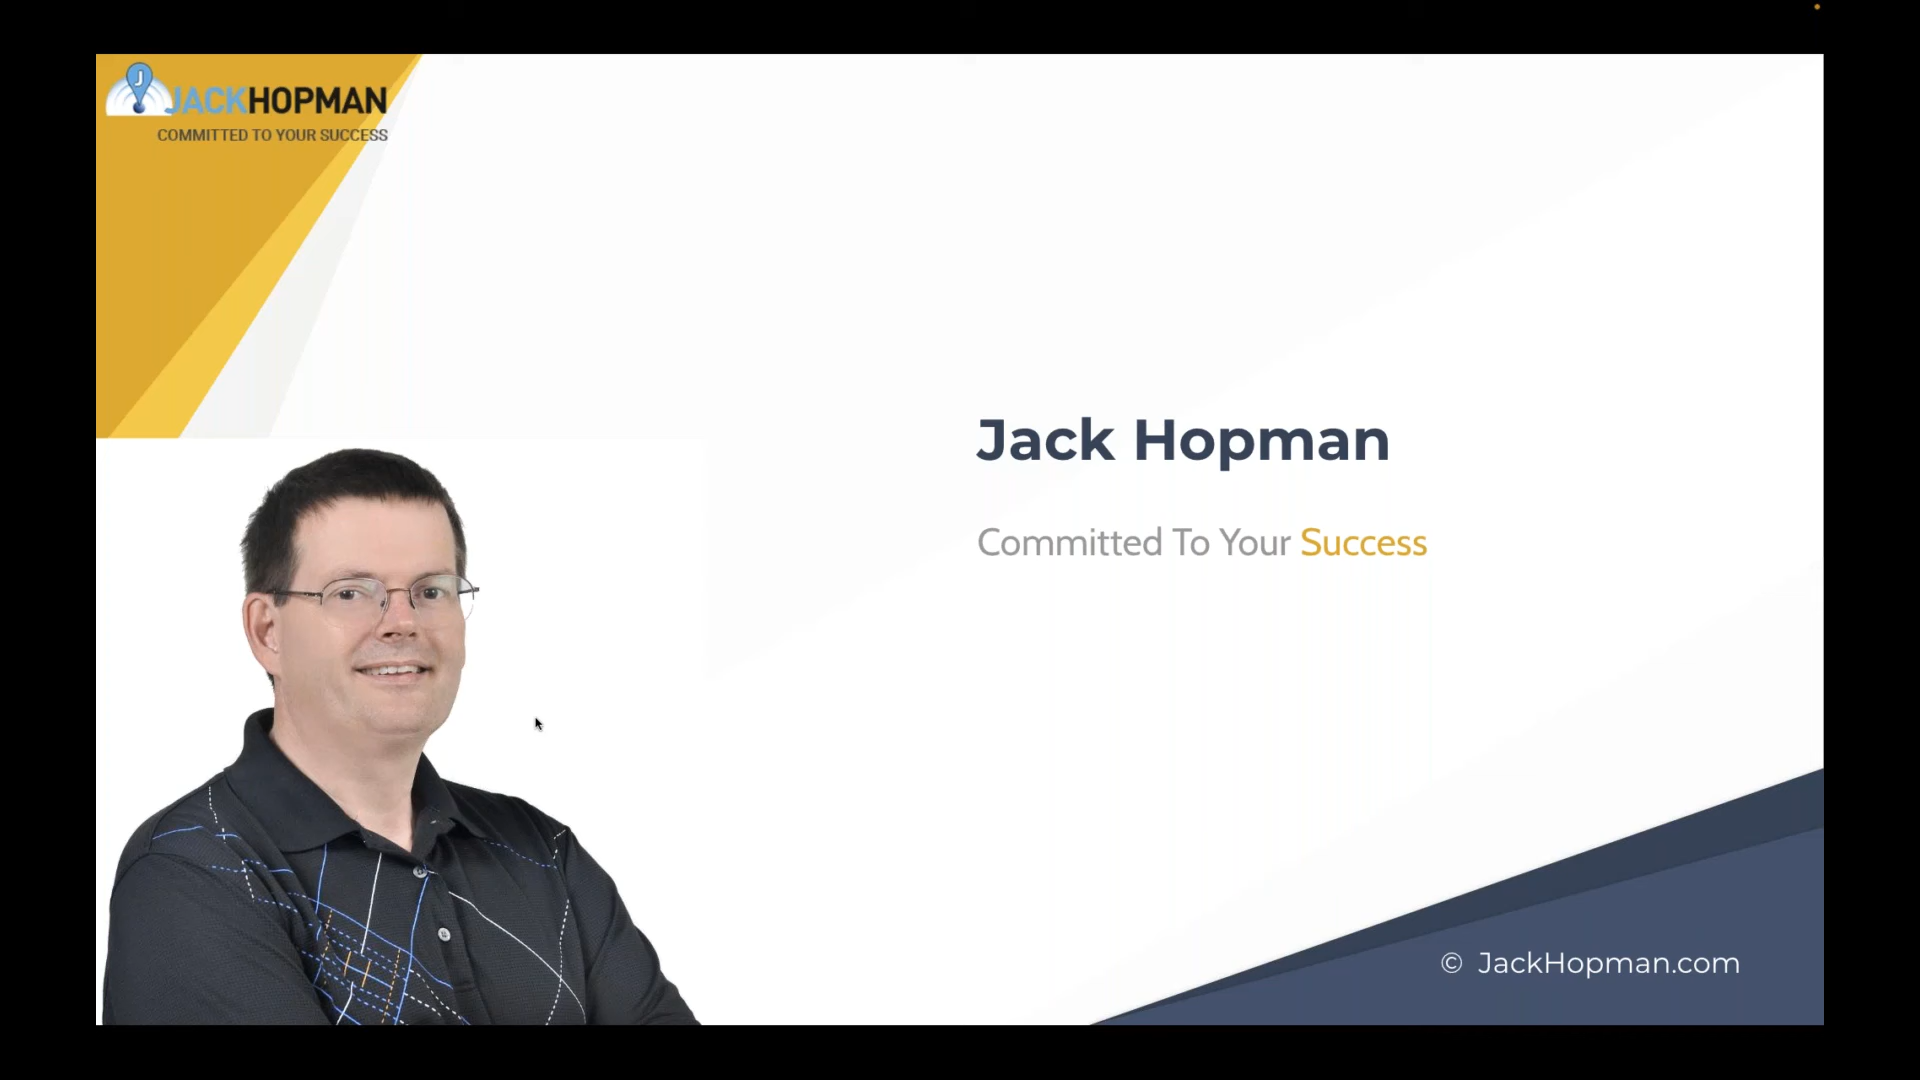 J
JACKHOPMAN
COMMITTED TO YOUR SUCCESS
Jack Hopman
Committed To Your Success
© JackHopman.com